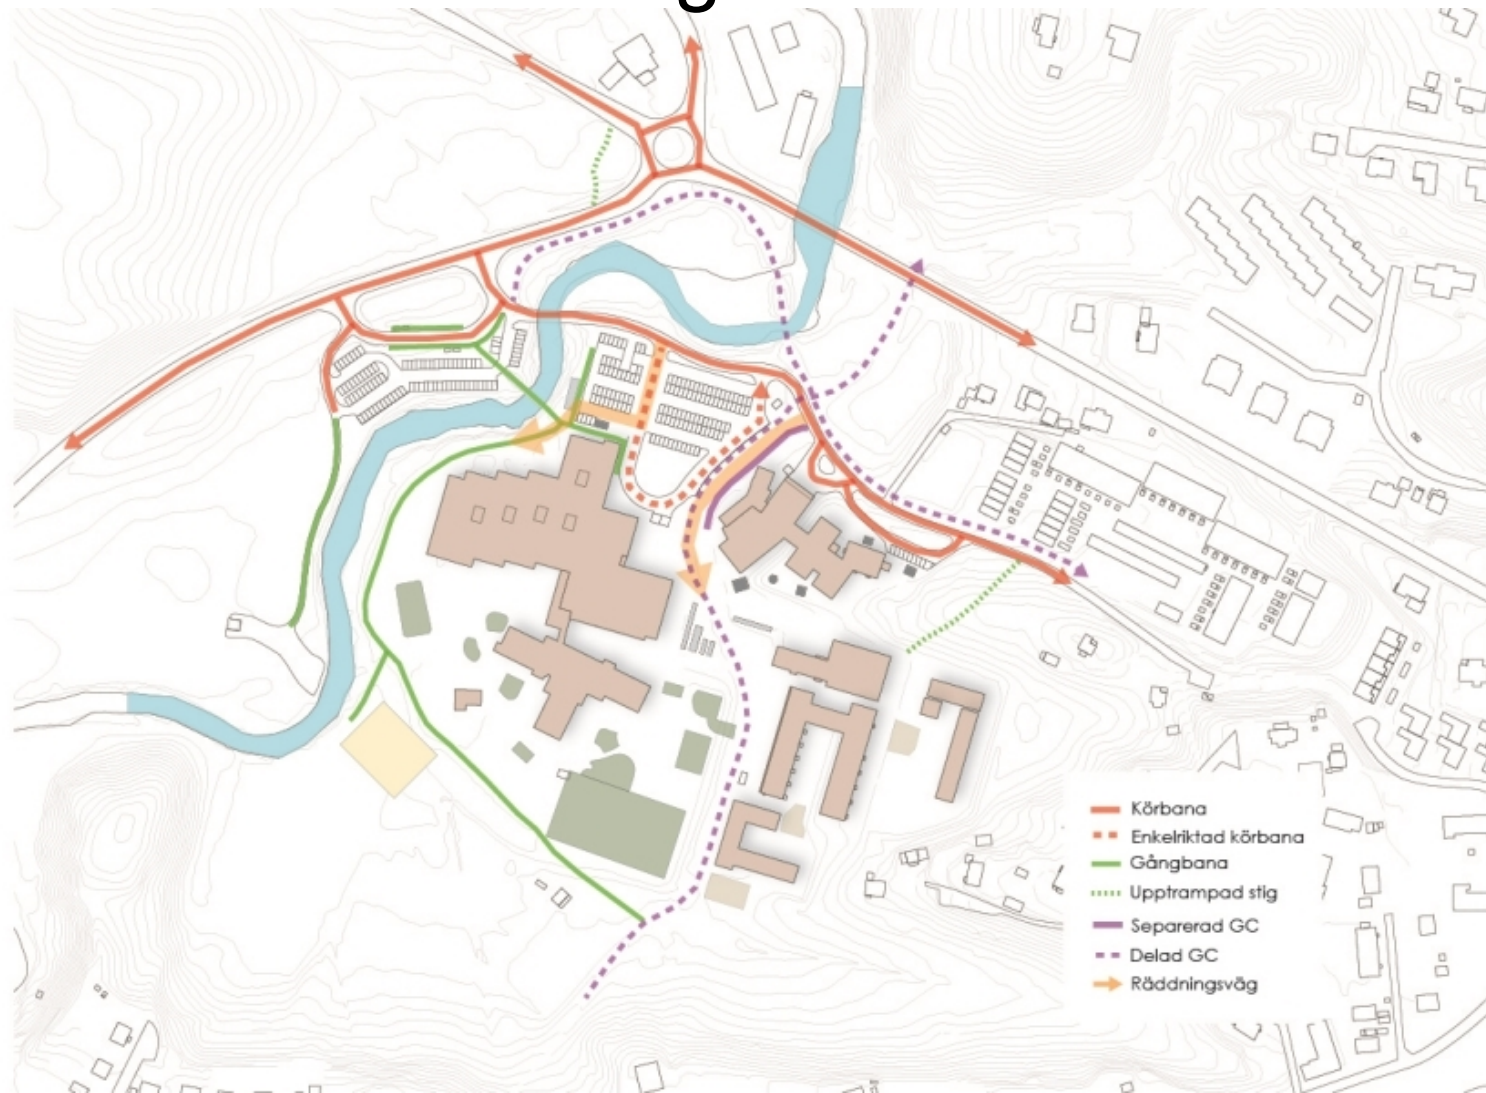 g
Körbana
Enkelriktad körbana
Gångbana
Upptrampad stig
Separerad GC
Delad GC
Räddningsväg